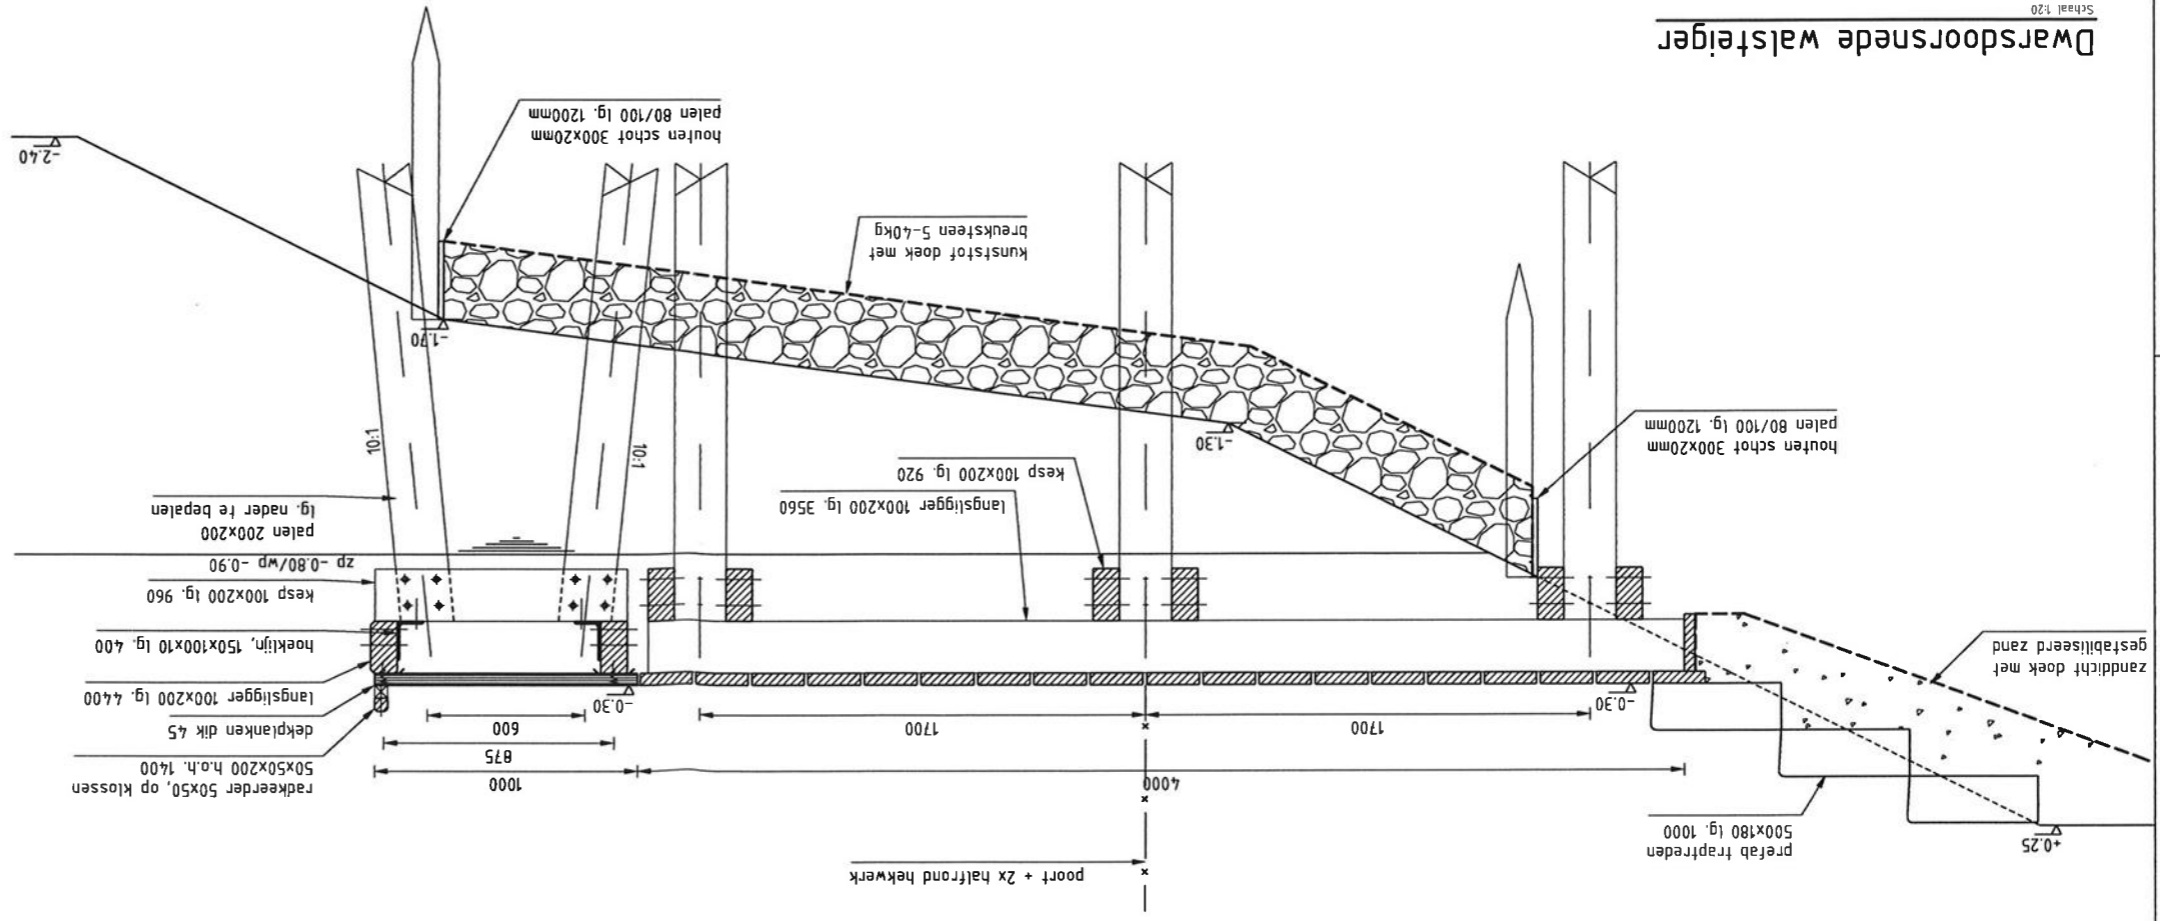 poort + 2x halfrond hekwerk
+0.25
prefab traptreden
500x180 lg. 1000
4000
1000
radkeerder 50x50, op klossen
50x50x200 h.o.h. 1400
875
1700
1700
600
dekplanken dik 45
-0.30
-0.30
langsligger 100x200 lg. 4400
zanddicht doek met
gestabiliseerd zand
hoeklijn, 150x100x10 lg. 400
kesp 100x200 lg. 960
zp -0.80/wp -0.90
palen 200x200
lg. nader te bepalen
langsligger 100x200 lg. 3560
kesp 100x200 lg. 920
10:1
10:1
houten schot 300x20mm
palen 80/100 lg. 1200mm
-1.30
-1.70
kunststof doek met
breuksteen 5-40kg
-2.40
houten schot 300x20mm
palen 80/100 lg. 1200mm
Dwarsdoorsnede walsteiger
Schaal 1:20